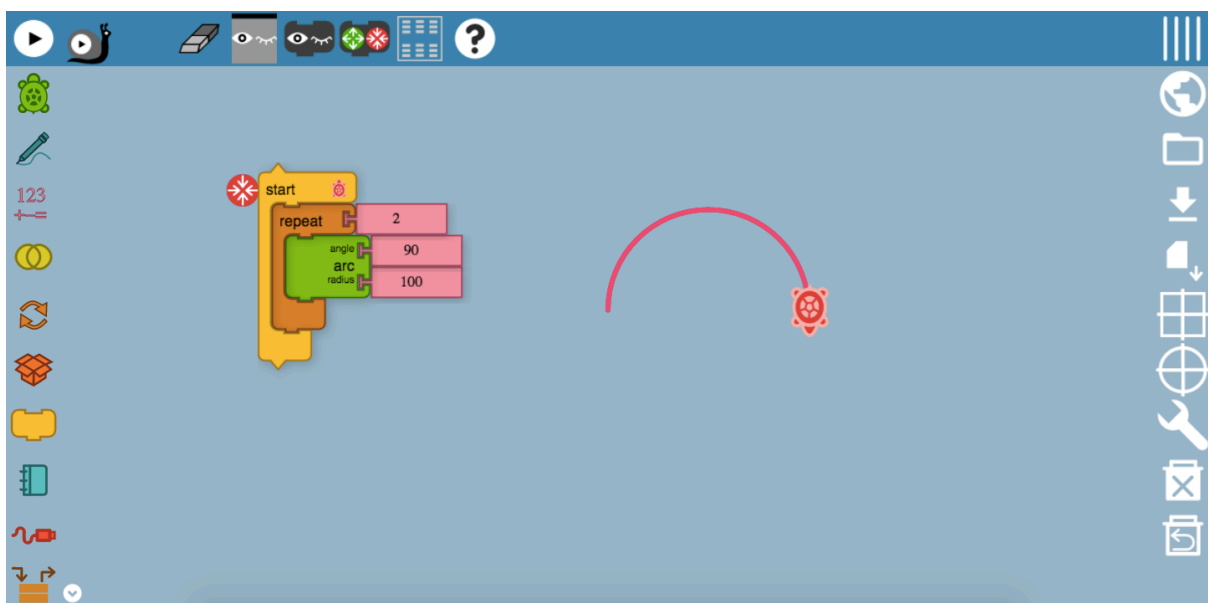 ?
123
+−=
start
repeat 2
angle 90
arc
radius 100